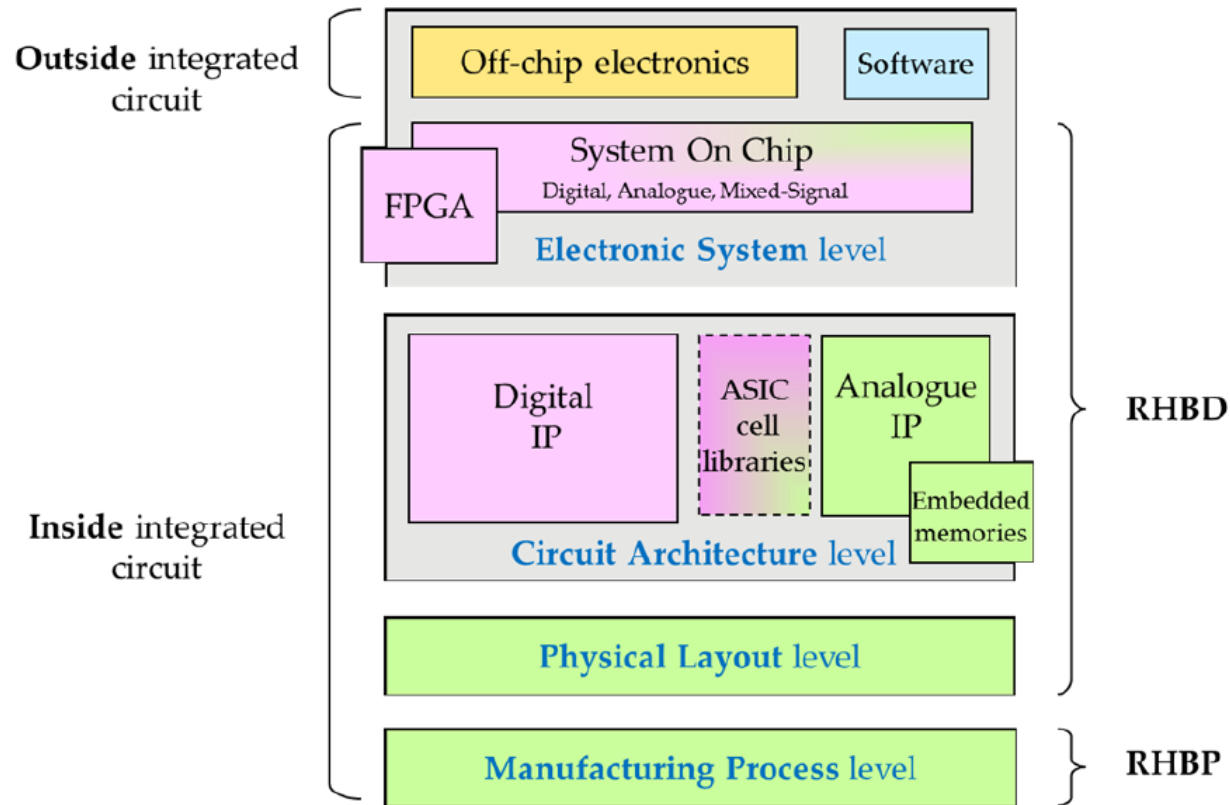 Outside integrated
circuit
Off-chip electronics
Software
System On Chip
Digital, Analogue, Mixed-Signal
FPGA
Electronic System level
Digital
IP
ASIC
cell
libraries
Analogue
IP
Embedded
memories
Circuit Architecture level
Inside integrated
circuit
RHBD
Physical Layout level
Manufacturing Process level
RHBP